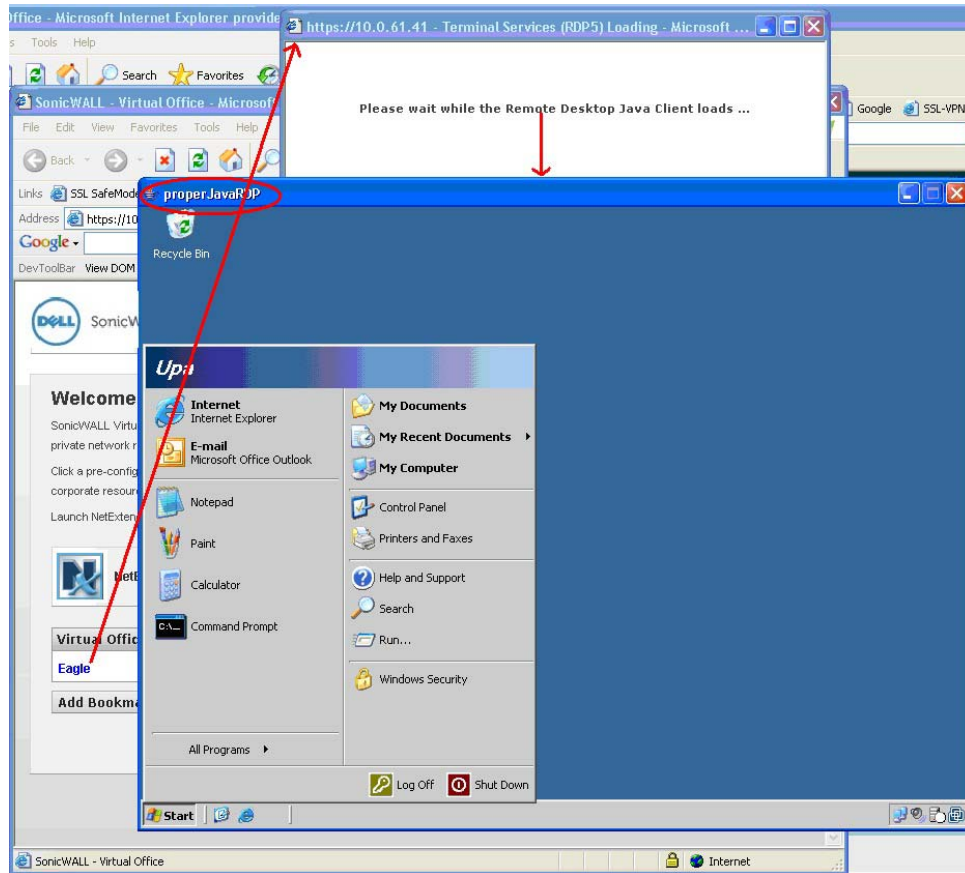 ffice - Microsoft Internet Explorer provide
https://10.0.61.41 - Terminal Services (RDP5) Loading - Microsoft ...
s Tools Help
Search Favorites
SonicWALL - Virtual Office - Microsof
Please wait while the Remote Desktop Java Client loads ...
Google SSL-VPN
File Edit View Favorites Tools Help
Back
Links SSL SafeMode
properJavaRDP
Address https://10
Google
Recycle Bin
DevToolBar View DOM
DELL SonicW
Upa
Welcome
SonicWALL Virtu
private network r
Click a pre-config
corporate resour
Launch NetExten
NetE
Virtual Offic
Eagle
Add Bookma
Internet
Internet Explorer
E-mail
Microsoft Office Outlook
Notepad
Paint
Calculator
C:\_ Command Prompt
All Programs
My Documents
My Recent Documents
My Computer
Control Panel
Printers and Faxes
Help and Support
Search
Run...
Windows Security
Log Off Shut Down
Start
SonicWALL - Virtual Office
Internet